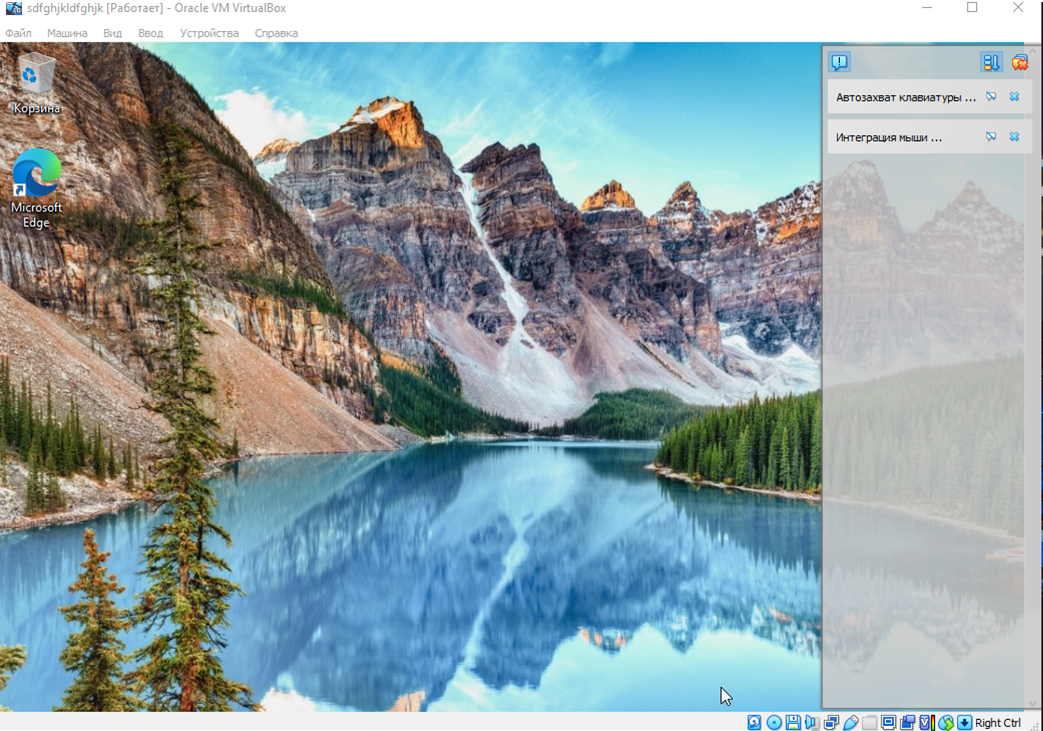 sdfghjkldfghjk [Работает] - Oracle VM VirtualBox
Файл Машина Вид Ввод Устройства Справка
Корзина
Microsoft
Edge
Автозахват клавиатуры ...
Интеграция мыши ...
Right Ctrl